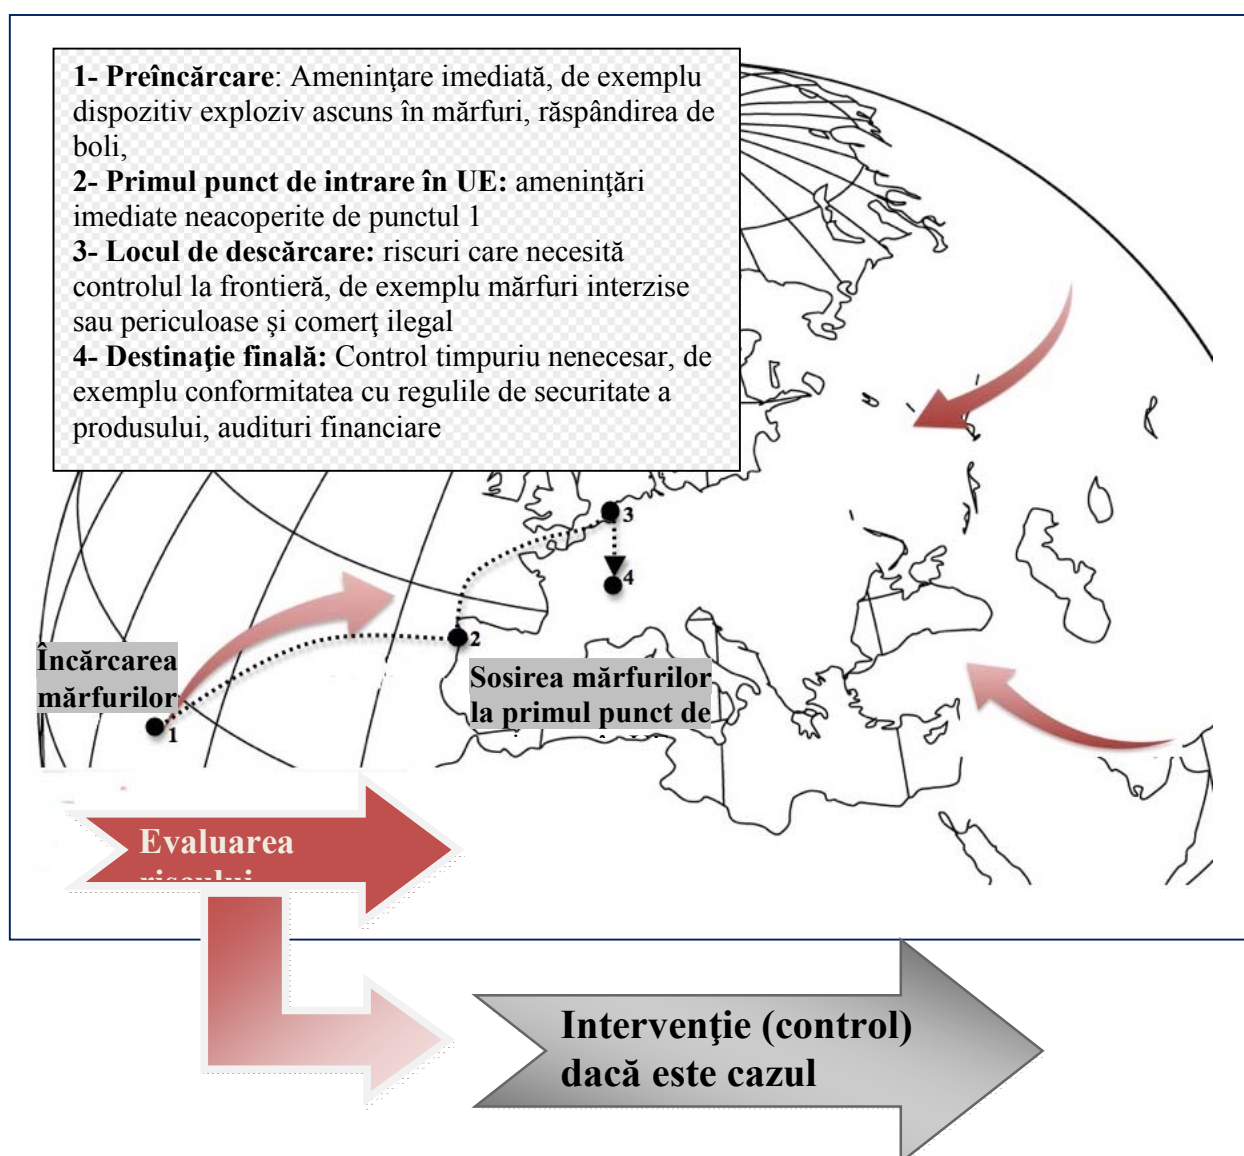 1- Preîncărcare: Ameninţare imediată, de exemplu
dispozitiv exploziv ascuns în mărfuri, răspândirea de
boli,
2- Primul punct de intrare în UE: ameninţări
imediate neacoperite de punctul 1
3- Locul de descărcare: riscuri care necesită
controlul la frontieră, de exemplu mărfuri interzise
sau periculoase şi comerţ ilegal
4- Destinaţie finală: Control timpuriu nenecesar, de
exemplu conformitatea cu regulile de securitate a
produsului, audituri financiare
3
4
2
Încărcarea
mărfurilor
1
Sosirea mărfurilor
la primul punct de
Evaluarea
riscului
Intervenţie (control)
dacă este cazul